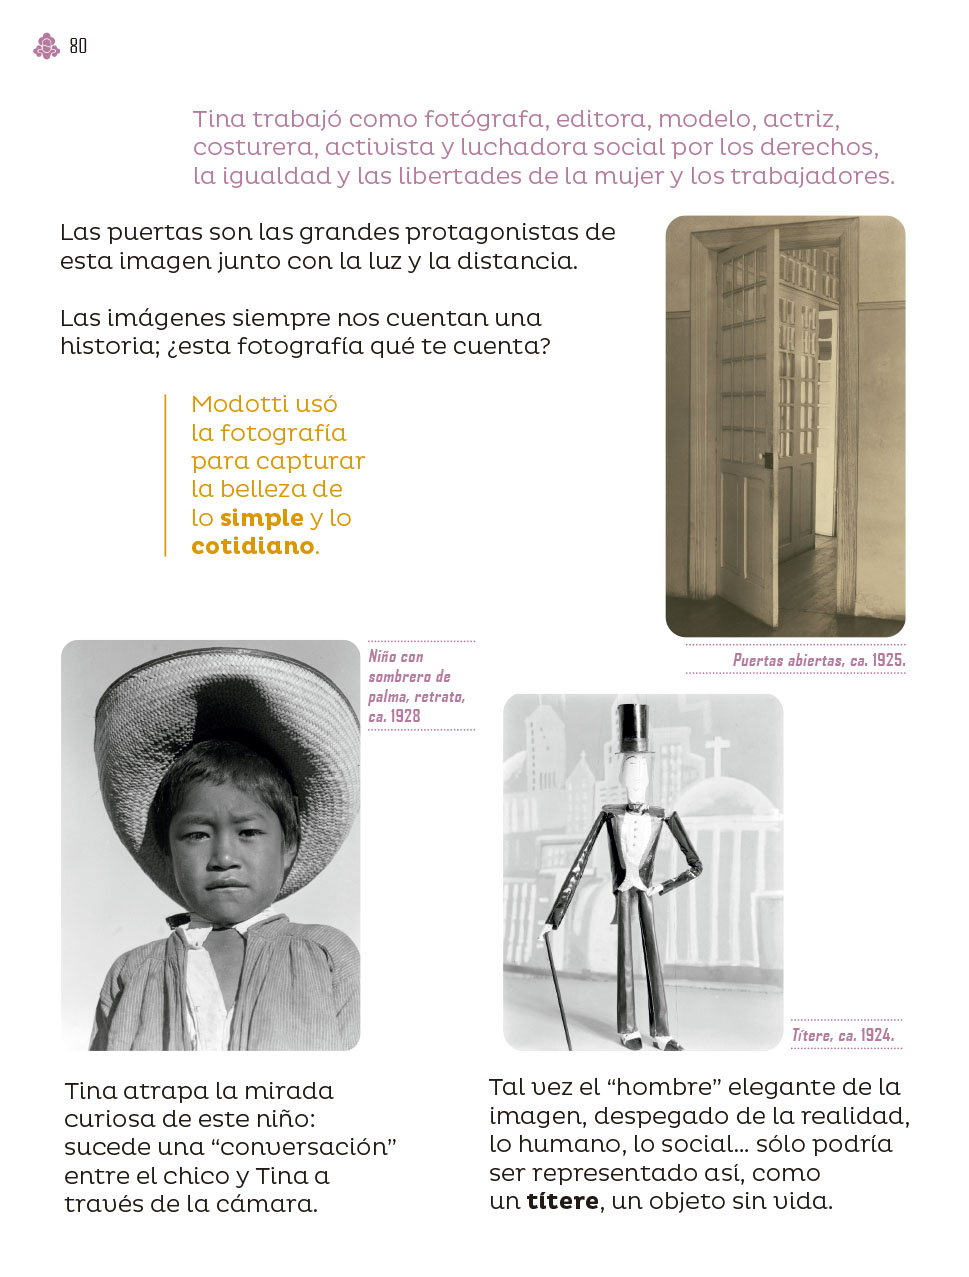 80
Tina trabajó como fotógrafa, editora, modelo, actriz,
costurera, activista y luchadora social por los derechos,
la igualdad y las libertades de la mujer y los trabajadores.
Las puertas son las grandes protagonistas de
esta imagen junto con la luz y la distancia.
Las imágenes siempre nos cuentan una
historia; ¿esta fotografía qué te cuenta?
Modotti usó
la fotografía
para capturar
la belleza de
lo simple y lo
cotidiano.
Puertas abiertas, ca. 1925.
Niño con
sombrero de
palma, retrato,
ca. 1928
Títere, ca. 1924.
Tina atrapa la mirada
curiosa de este niño:
sucede una “conversación”
entre el chico y Tina a
través de la cámara.
Tal vez el “hombre” elegante de la
imagen, despegado de la realidad,
lo humano, lo social... sólo podría
ser representado así, como
un títere, un objeto sin vida.